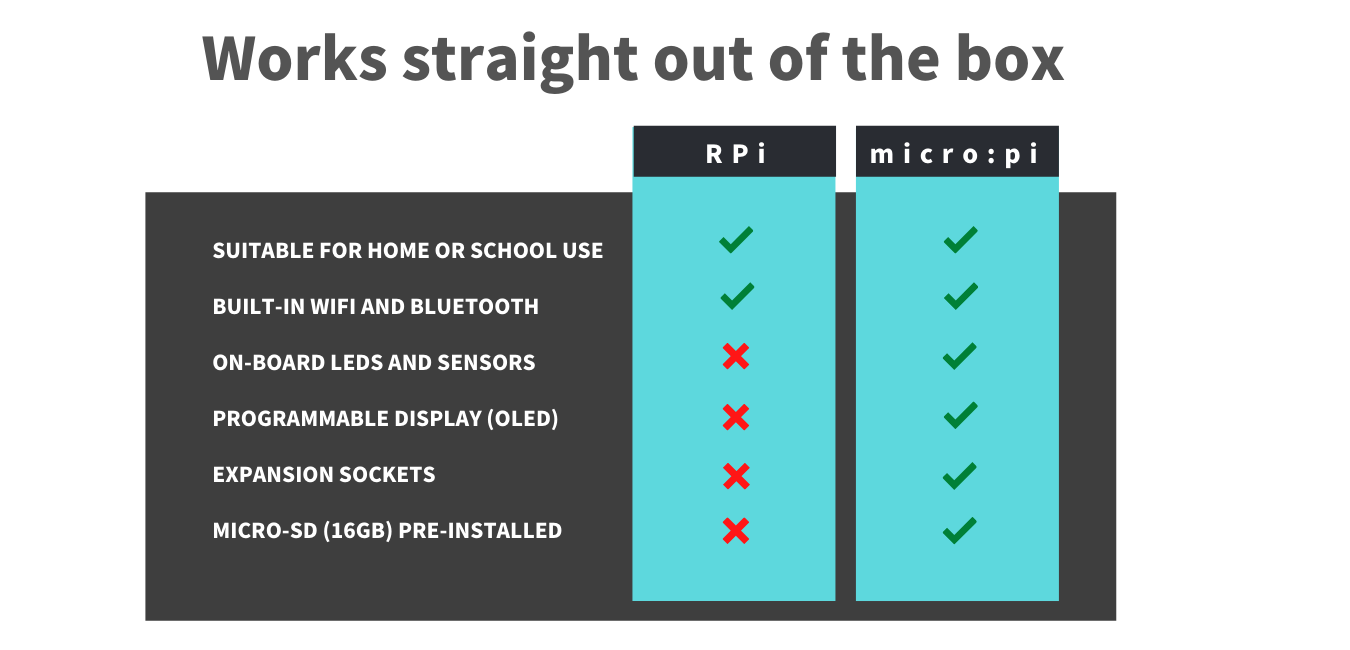 Works straight out of the box
RPi
micro:pi
SUITABLE FOR HOME OR SCHOOL USE
BUILT-IN WIFI AND BLUETOOTH
ON-BOARD LEDS AND SENSORS
PROGRAMMABLE DISPLAY (OLED)
EXPANSION SOCKETS
MICRO-SD (16GB) PRE-INSTALLED